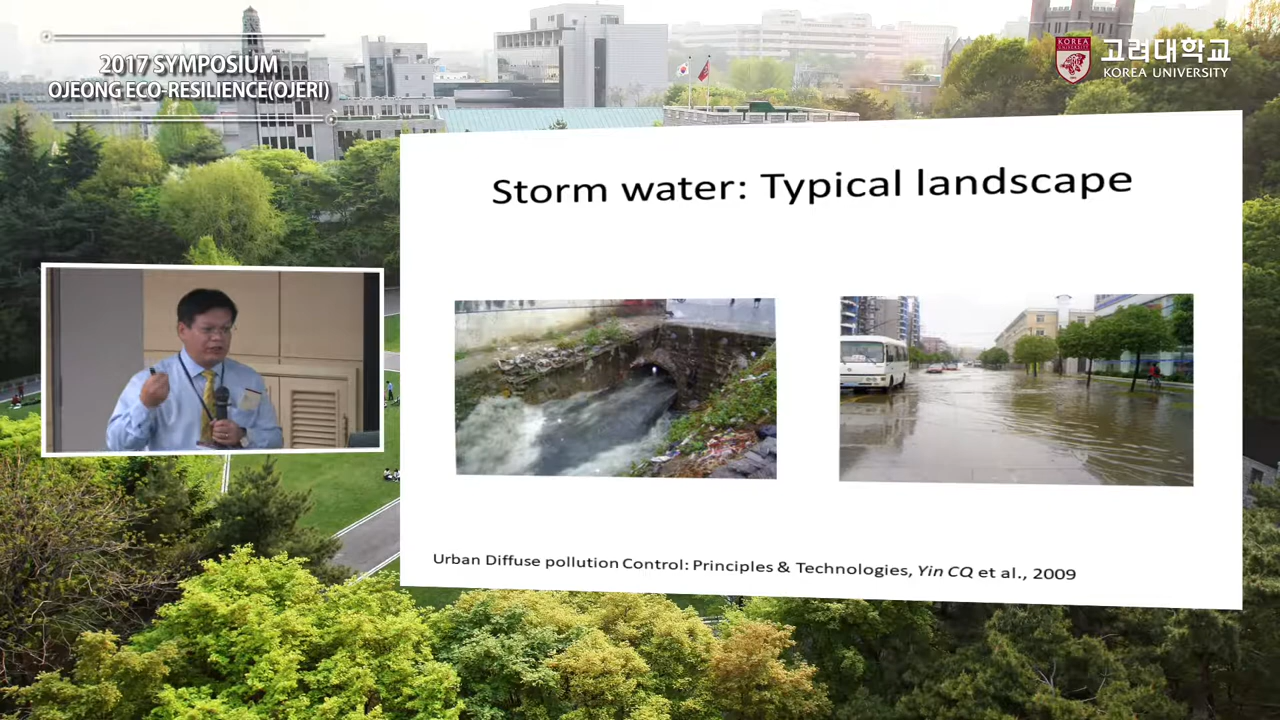 2017 SYMPOSIUM
OJEONG ECO-RESILIENCE(OJERI)
KOREA
고려대학교
KOREA UNIVERSITY
Storm water: Typical landscape
Urban Diffuse pollution Control: Principles & Technologies, Yin CQ et al., 2009